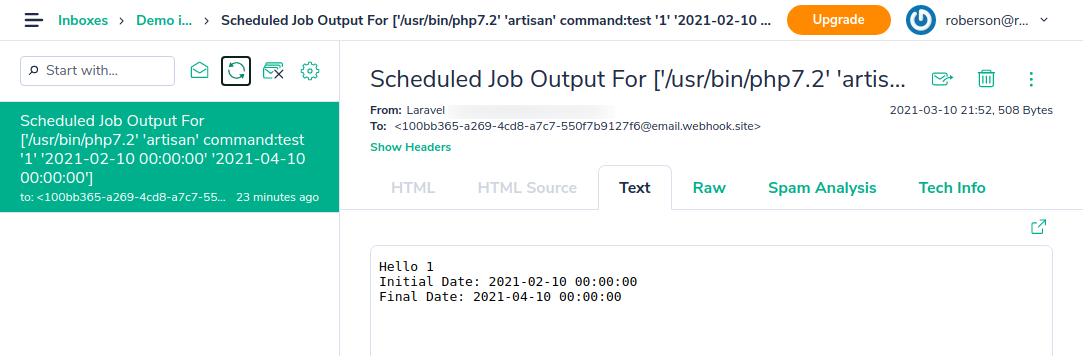 Inboxes > Demo i... > Scheduled Job Output For ['/usr/bin/php7.2' 'artisan' command:test '1' '2021-02-10 ...
Upgrade
roberson@r...
Start with...
Scheduled Job Output For
['/usr/bin/php7.2' 'artisan' command:test
'1' '2021-02-10 00:00:00' '2021-04-10
00:00:00']
to: <100bb365-a269-4cd8-a7c7-55... 23 minutes ago
Scheduled Job Output For ['/usr/bin/php7.2' 'artis...
From: Laravel
2021-03-10 21:52, 508 Bytes
To: <100bb365-a269-4cd8-a7c7-550f7b9127f6@email.webhook.site>
Show Headers
HTML HTML Source Text Raw Spam Analysis Tech Info
Hello 1
Initial Date: 2021-02-10 00:00:00
Final Date: 2021-04-10 00:00:00